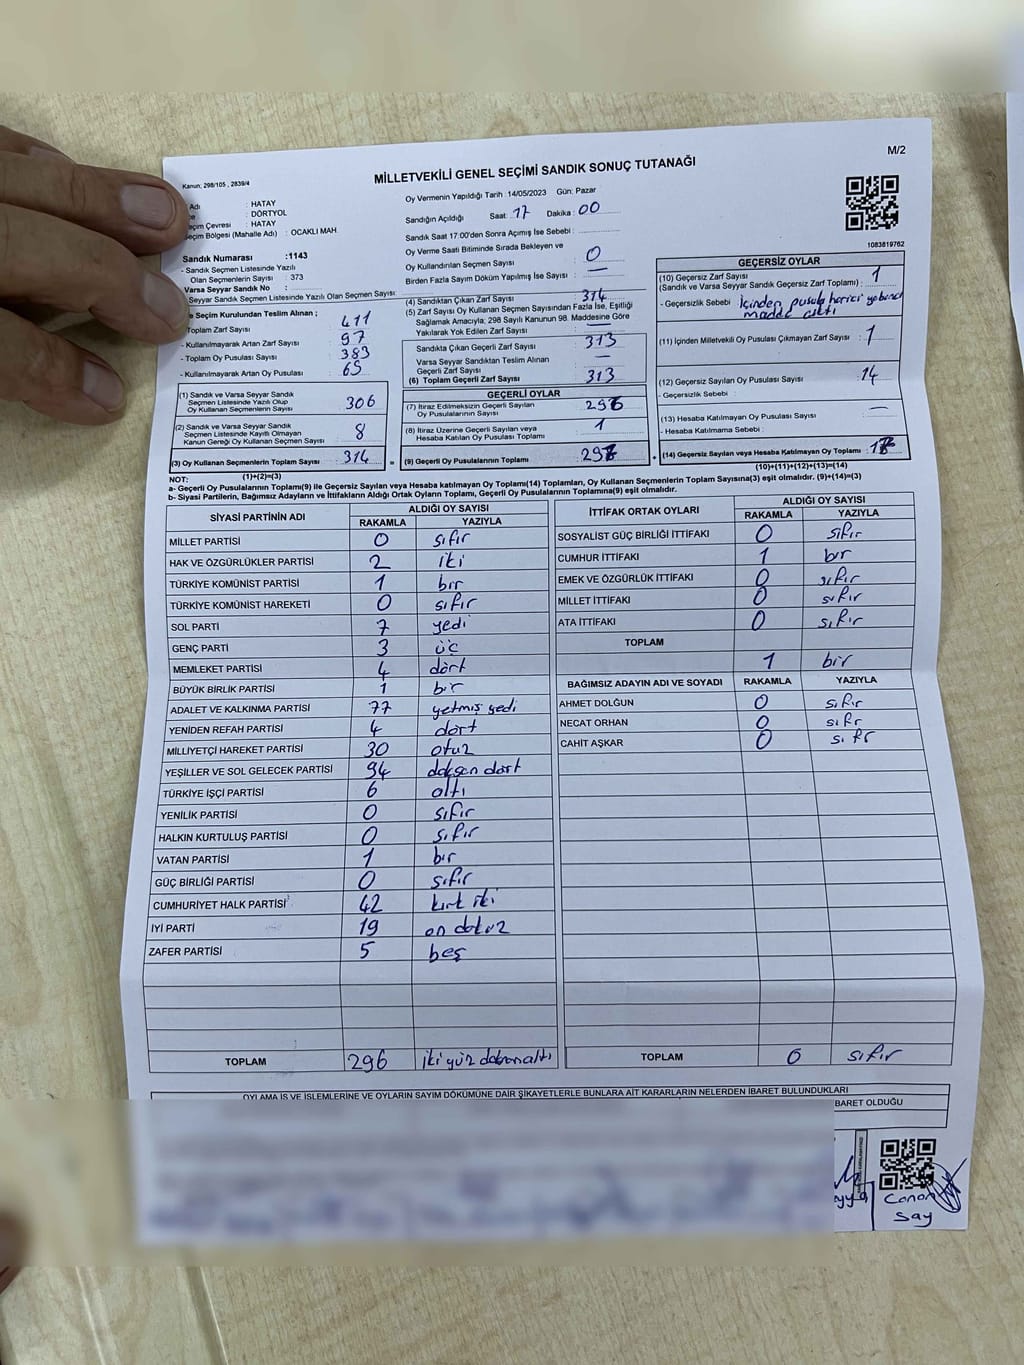 M/2
Kanun: 298/105 , 2839/4
MİLLETVEKİLİ GENEL SEÇİMİ SANDIK SONUÇ TUTANAĞI
Adı : HATAY
: DÖRTYOL
Seçim Çevresi : HATAY
Seçim Bölgesi (Mahalle Adı) : OCAKLI MAH.
Sandık Numarası :1143
- Sandık Seçmen Listesinde Yazılı
Olan Seçmenlerin Sayısı : 373
Varsa Seyyar Sandık No :
Seyyar Sandık Seçmen Listesinde Yazılı Olan Seçmen Sayısı:
Seçim Kurulundan Teslim Alınan ;
Toplam Zarf Sayısı : 411
- Kullanılmayarak Artan Zarf Sayısı : 97
- Toplam Oy Pusulası Sayısı : 383
- Kullanılmayarak Artan Oy Pusulası : 65
(1) Sandık ve Varsa Seyyar Sandık
Seçmen Listesinde Yazılı Olup
Oy Kullanan Seçmenlerin Sayısı 306
(2) Sandık ve Varsa Seyyar Sandık
Seçmen Listesinde Kayıtlı Olmayan
Kanun Gereği Oy Kullanan Seçmen Sayısı 8
(3) Oy Kullanan Seçmenlerin Toplam Sayısı 314
(1)+(2)=(3)
Oy Vermenin Yapıldığı Tarih : 14/05/2023 Gün: Pazar
Sandığın Açıldığı Saat: 17 Dakika : 00
Sandık Saat 17:00'den Sonra Açılmış İse Sebebi :
Oy Verme Saati Bitiminde Sırada Bekleyen ve
Oy Kullandırılan Seçmen Sayısı : 0
Birden Fazla Sayım Döküm Yapılmış İse Sayısı : —
(4) Sandıktan Çıkan Zarf Sayısı 314
(5) Zarf Sayısı Oy Kullanan Seçmen Sayısından Fazla İse, Eşitliği
Sağlamak Amacıyla; 298 Sayılı Kanunun 98. Maddesine Göre
Yakılarak Yok Edilen Zarf Sayısı : —
Sandıkta Çıkan Geçerli Zarf Sayısı : 313
Varsa Seyyar Sandıktan Teslim Alınan
Geçerli Zarf Sayısı : —
(6) Toplam Geçerli Zarf Sayısı : 313
GEÇERLİ OYLAR
(7) İtiraz Edilmeksizin Geçerli Sayılan
Oy Pusulalarının Sayısı : 296
(8) İtiraz Üzerine Geçerli Sayılan veya
Hesaba Katılan Oy Pusulası Toplamı : 1
(9) Geçerli Oy Pusulalarının Toplamı :
1083819762
GEÇERSİZ OYLAR
(10) Geçersiz Zarf Sayısı
(Sandık ve Varsa Seyyar Sandık Geçersiz Zarf Toplamı) : 1
- Geçersizlik Sebebi : İçinden pusula harici yabancı
madde çıktı
(11) İçinden Milletvekili Oy Pusulası Çıkmayan Zarf Sayısı : 1
(12) Geçersiz Sayılan Oy Pusulası Sayısı : 14
- Geçersizlik Sebebi :
(13) Hesaba Katılmayan Oy Pusulası Sayısı : —
- Hesaba Katılmama Sebebi :
(14) Geçersiz Sayılan veya Hesaba Katılmayan Oy Toplamı :
(10)+(11)+(12)+(13)=(14)
NOT:
a- Geçerli Oy Pusulalarının Toplamı(9) ile Geçersiz Sayılan veya Hesaba katılmayan Oy Toplamı(14) Toplamları, Oy Kullanan Seçmenlerin Toplam Sayısına(3) eşit olmalıdır. (9)+(14)=(3)
b- Siyasi Partilerin, Bağımsız Adayların ve İttifakların Aldığı Ortak Oyların Toplamı, Geçerli Oy Pusulalarının Toplamına(9) eşit olmalıdır.
SİYASİ PARTİNİN ADI ALDIĞI OY SAYISI
RAKAMLA YAZIYLA
MİLLET PARTİSİ 0 sıfır
HAK VE ÖZGÜRLÜKLER PARTİSİ 2 iki
TÜRKİYE KOMÜNİST PARTİSİ 1 bir
TÜRKİYE KOMÜNİST HAREKETİ 0 sıfır
SOL PARTİ 7 yedi
GENÇ PARTİ 3 üç
MEMLEKET PARTİSİ 4 dört
BÜYÜK BİRLİK PARTİSİ 1 bir
ADALET VE KALKINMA PARTİSİ 77 yetmiş yedi
YENİDEN REFAH PARTİSİ 4 dört
MİLLİYETÇİ HAREKET PARTİSİ 30 otuz
YEŞİLLER VE SOL GELECEK PARTİSİ 94 doksan dört
TÜRKİYE İŞÇİ PARTİSİ 6 altı
YENİLİK PARTİSİ 0 sıfır
HALKIN KURTULUŞ PARTİSİ 0 sıfır
VATAN PARTİSİ 1 bir
GÜÇ BİRLİĞİ PARTİSİ 0 sıfır
CUMHURİYET HALK PARTİSİ 42 kırk iki
İYİ PARTİ 19 on dokuz
ZAFER PARTİSİ 5 beş
TOPLAM 296 iki yüz doksan altı
İTTİFAK ORTAK OYLARI ALDIĞI OY SAYISI
RAKAMLA YAZIYLA
SOSYALİST GÜÇ BİRLİĞİ İTTİFAKI 0 sıfır
CUMHUR İTTİFAKI 1 bir
EMEK VE ÖZGÜRLÜK İTTİFAKI 0 sıfır
MİLLET İTTİFAKI 0 sıfır
ATA İTTİFAKI 0 sıfır
TOPLAM 1 bir
BAĞIMSIZ ADAYIN ADI VE SOYADI RAKAMLA YAZIYLA
AHMET DOLĞUN 0 sıfır
NECAT ORHAN 0 sıfır
CAHİT AŞKAR 0 sıfır
TOPLAM 0 sıfır
OYLAMA İŞ VE İŞLEMLERİNE VE OYLARIN SAYIM DÖKÜMÜNE DAİR ŞİKAYETLERLE BUNLARA AİT KARARLARIN NELERDEN İBARET BULUNDUKLARI
BARET OLDUĞU
Canan
Say